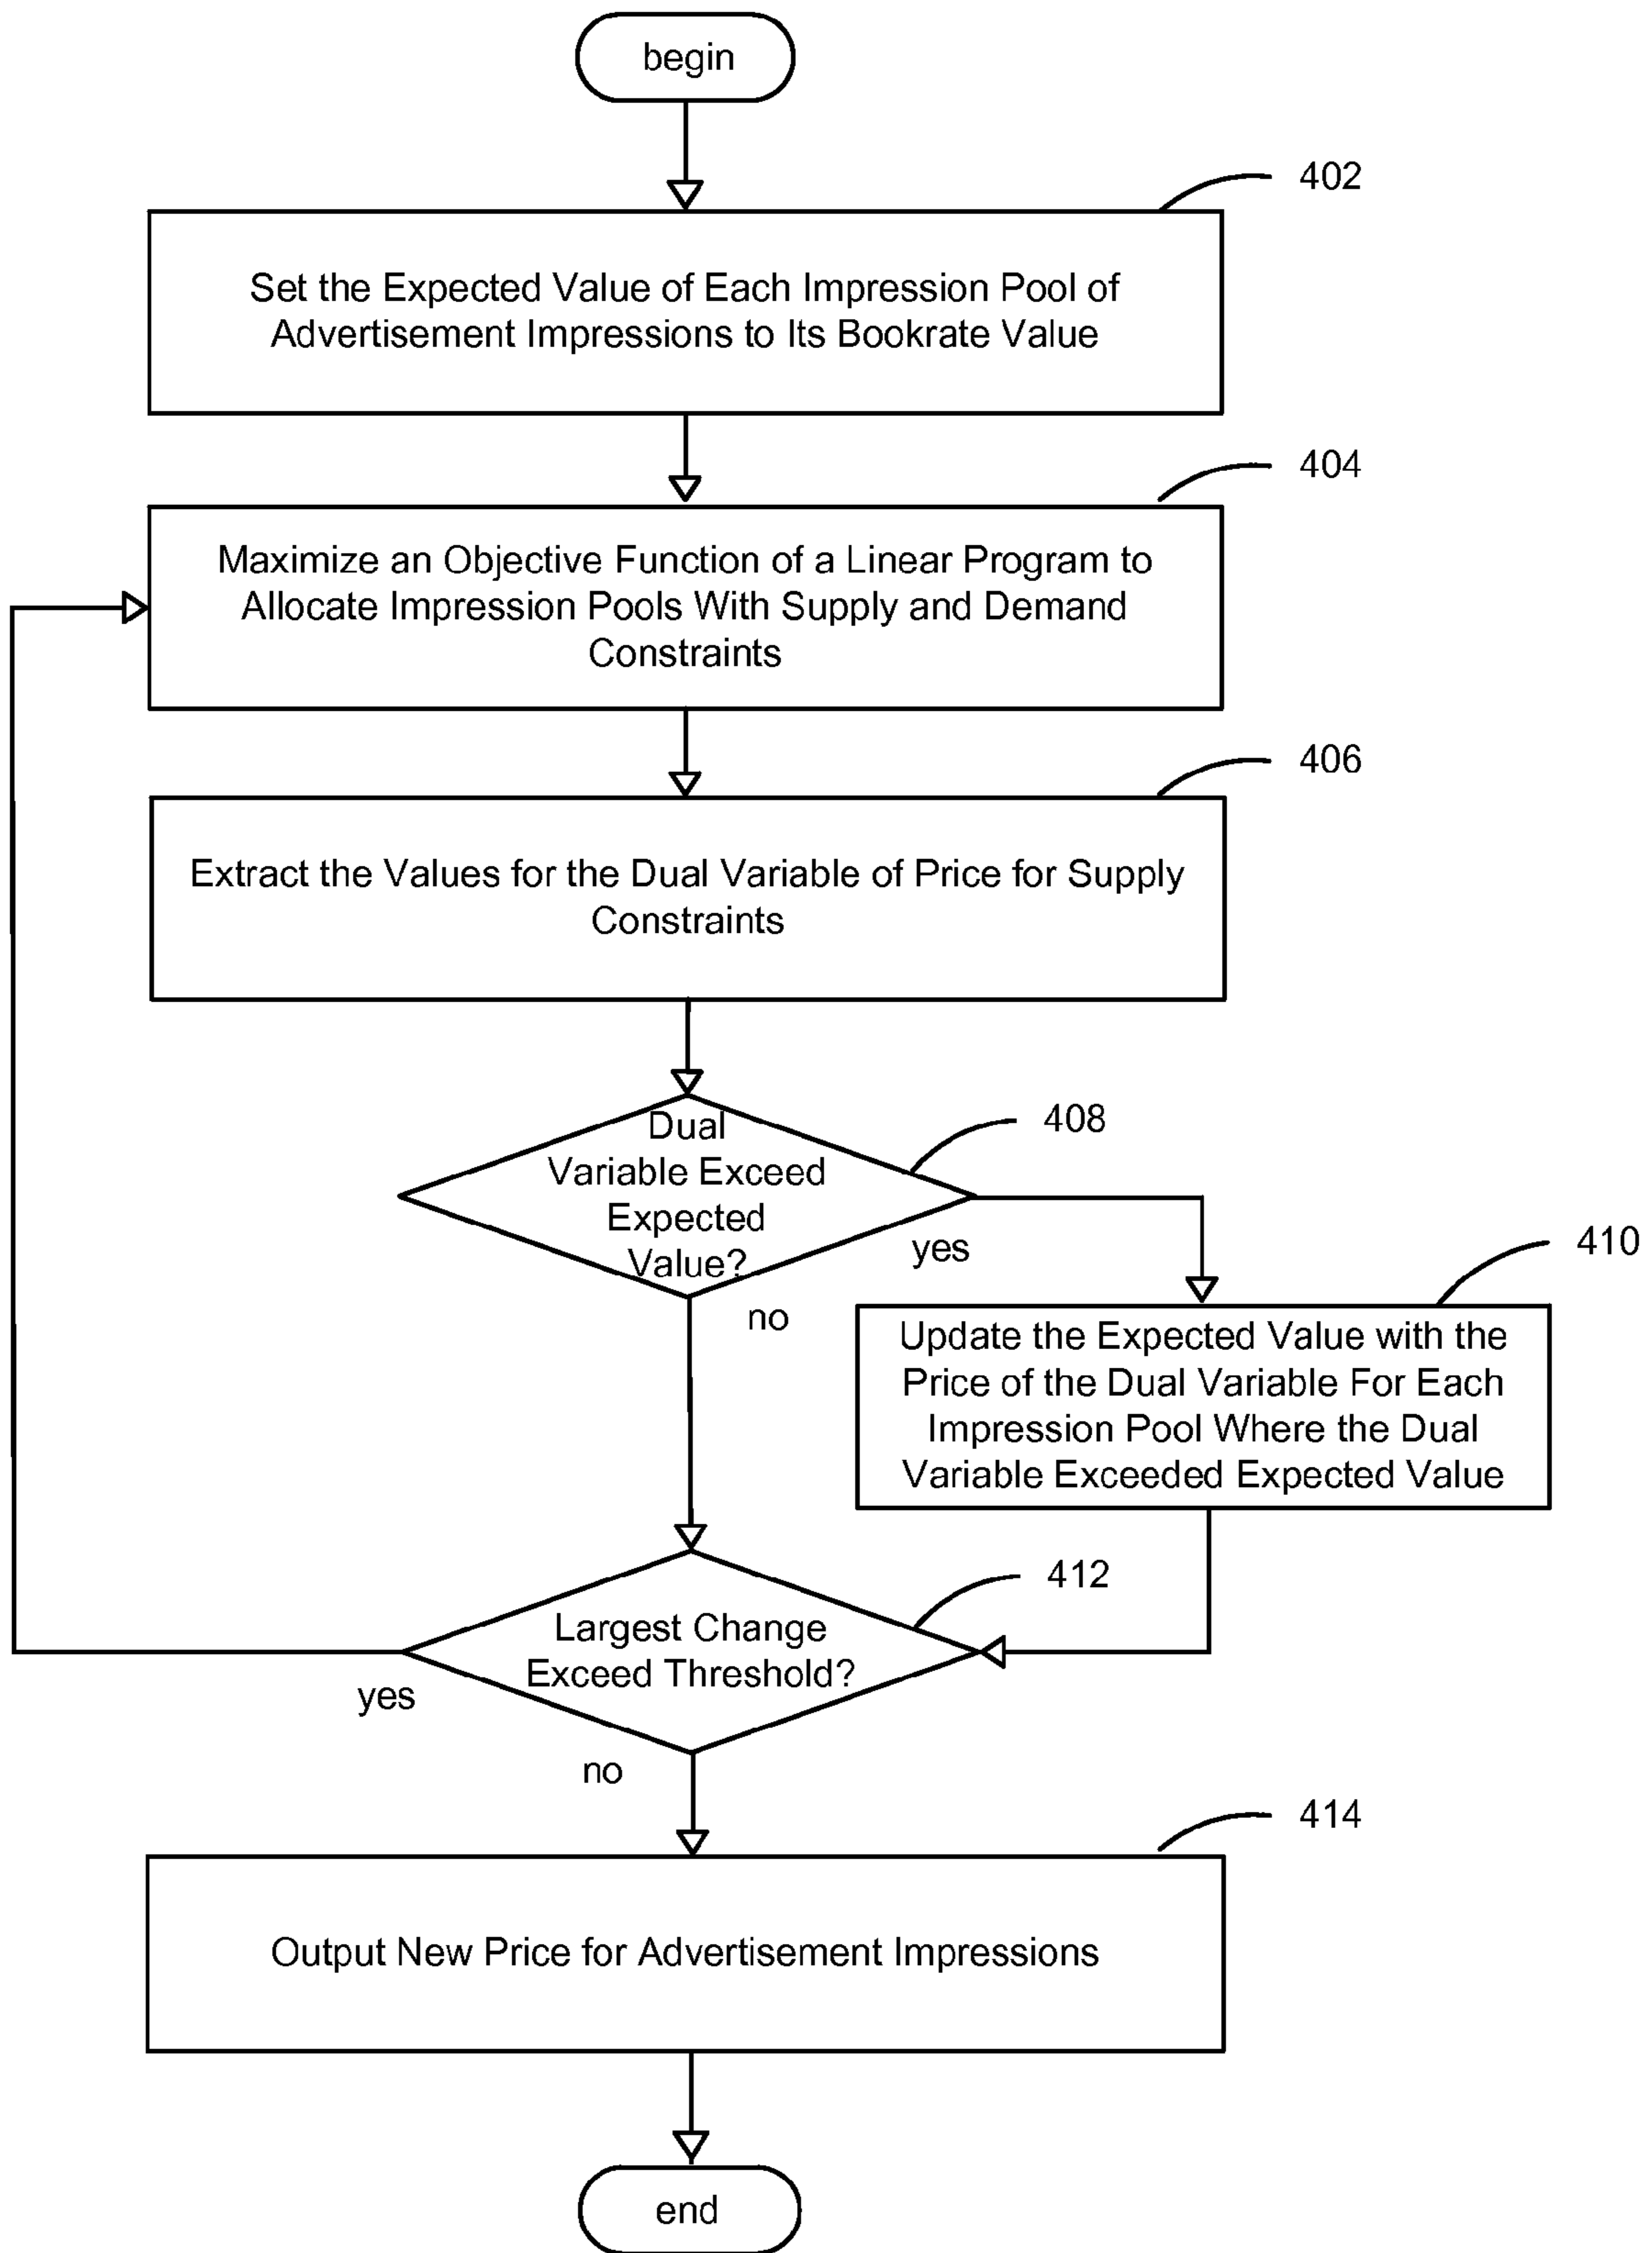 begin
402
Set the Expected Value of Each Impression Pool of
Advertisement Impressions to Its Bookrate Value
404
Maximize an Objective Function of a Linear Program to
Allocate Impression Pools With Supply and Demand
Constraints
406
Extract the Values for the Dual Variable of Price for Supply
Constraints
408
Dual
Variable Exceed
Expected
Value?
yes
no
410
Update the Expected Value with the
Price of the Dual Variable For Each
Impression Pool Where the Dual
Variable Exceeded Expected Value
412
Largest Change
Exceed Threshold?
yes
no
414
Output New Price for Advertisement Impressions
end